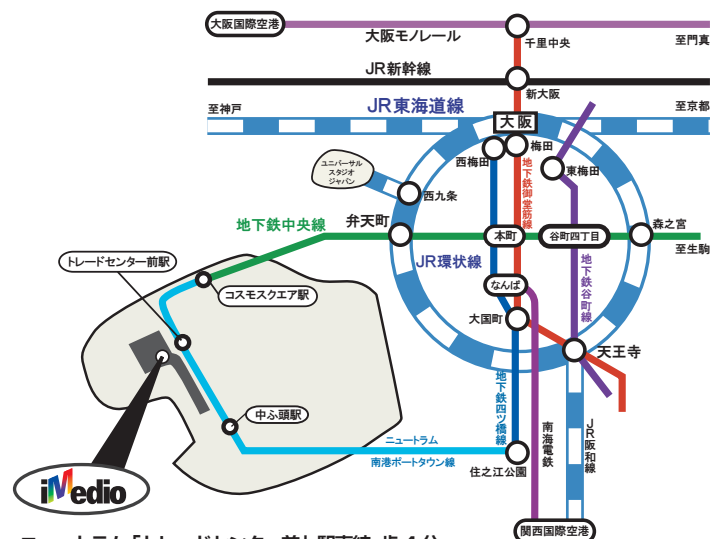 大阪国際空港
大阪モノレール
千里中央
至門真
JR新幹線
新大阪
至神戸
JR東海道線
至京都
大阪
梅田
西梅田
東梅田
ユニバーサル
スタジオ
ジャパン
西九条
地下鉄御堂筋線
地下鉄中央線
弁天町
本町
谷町四丁目
森之宮
至生駒
JR環状線
地下鉄谷町線
トレードセンター前駅
コスモスクエア駅
なんば
大国町
天王寺
地下鉄四ツ橋線
中ふ頭駅
ニュートラム
南港ポートタウン線
南海電鉄
JR阪和線
住之江公園
iMedio
関西国際空港